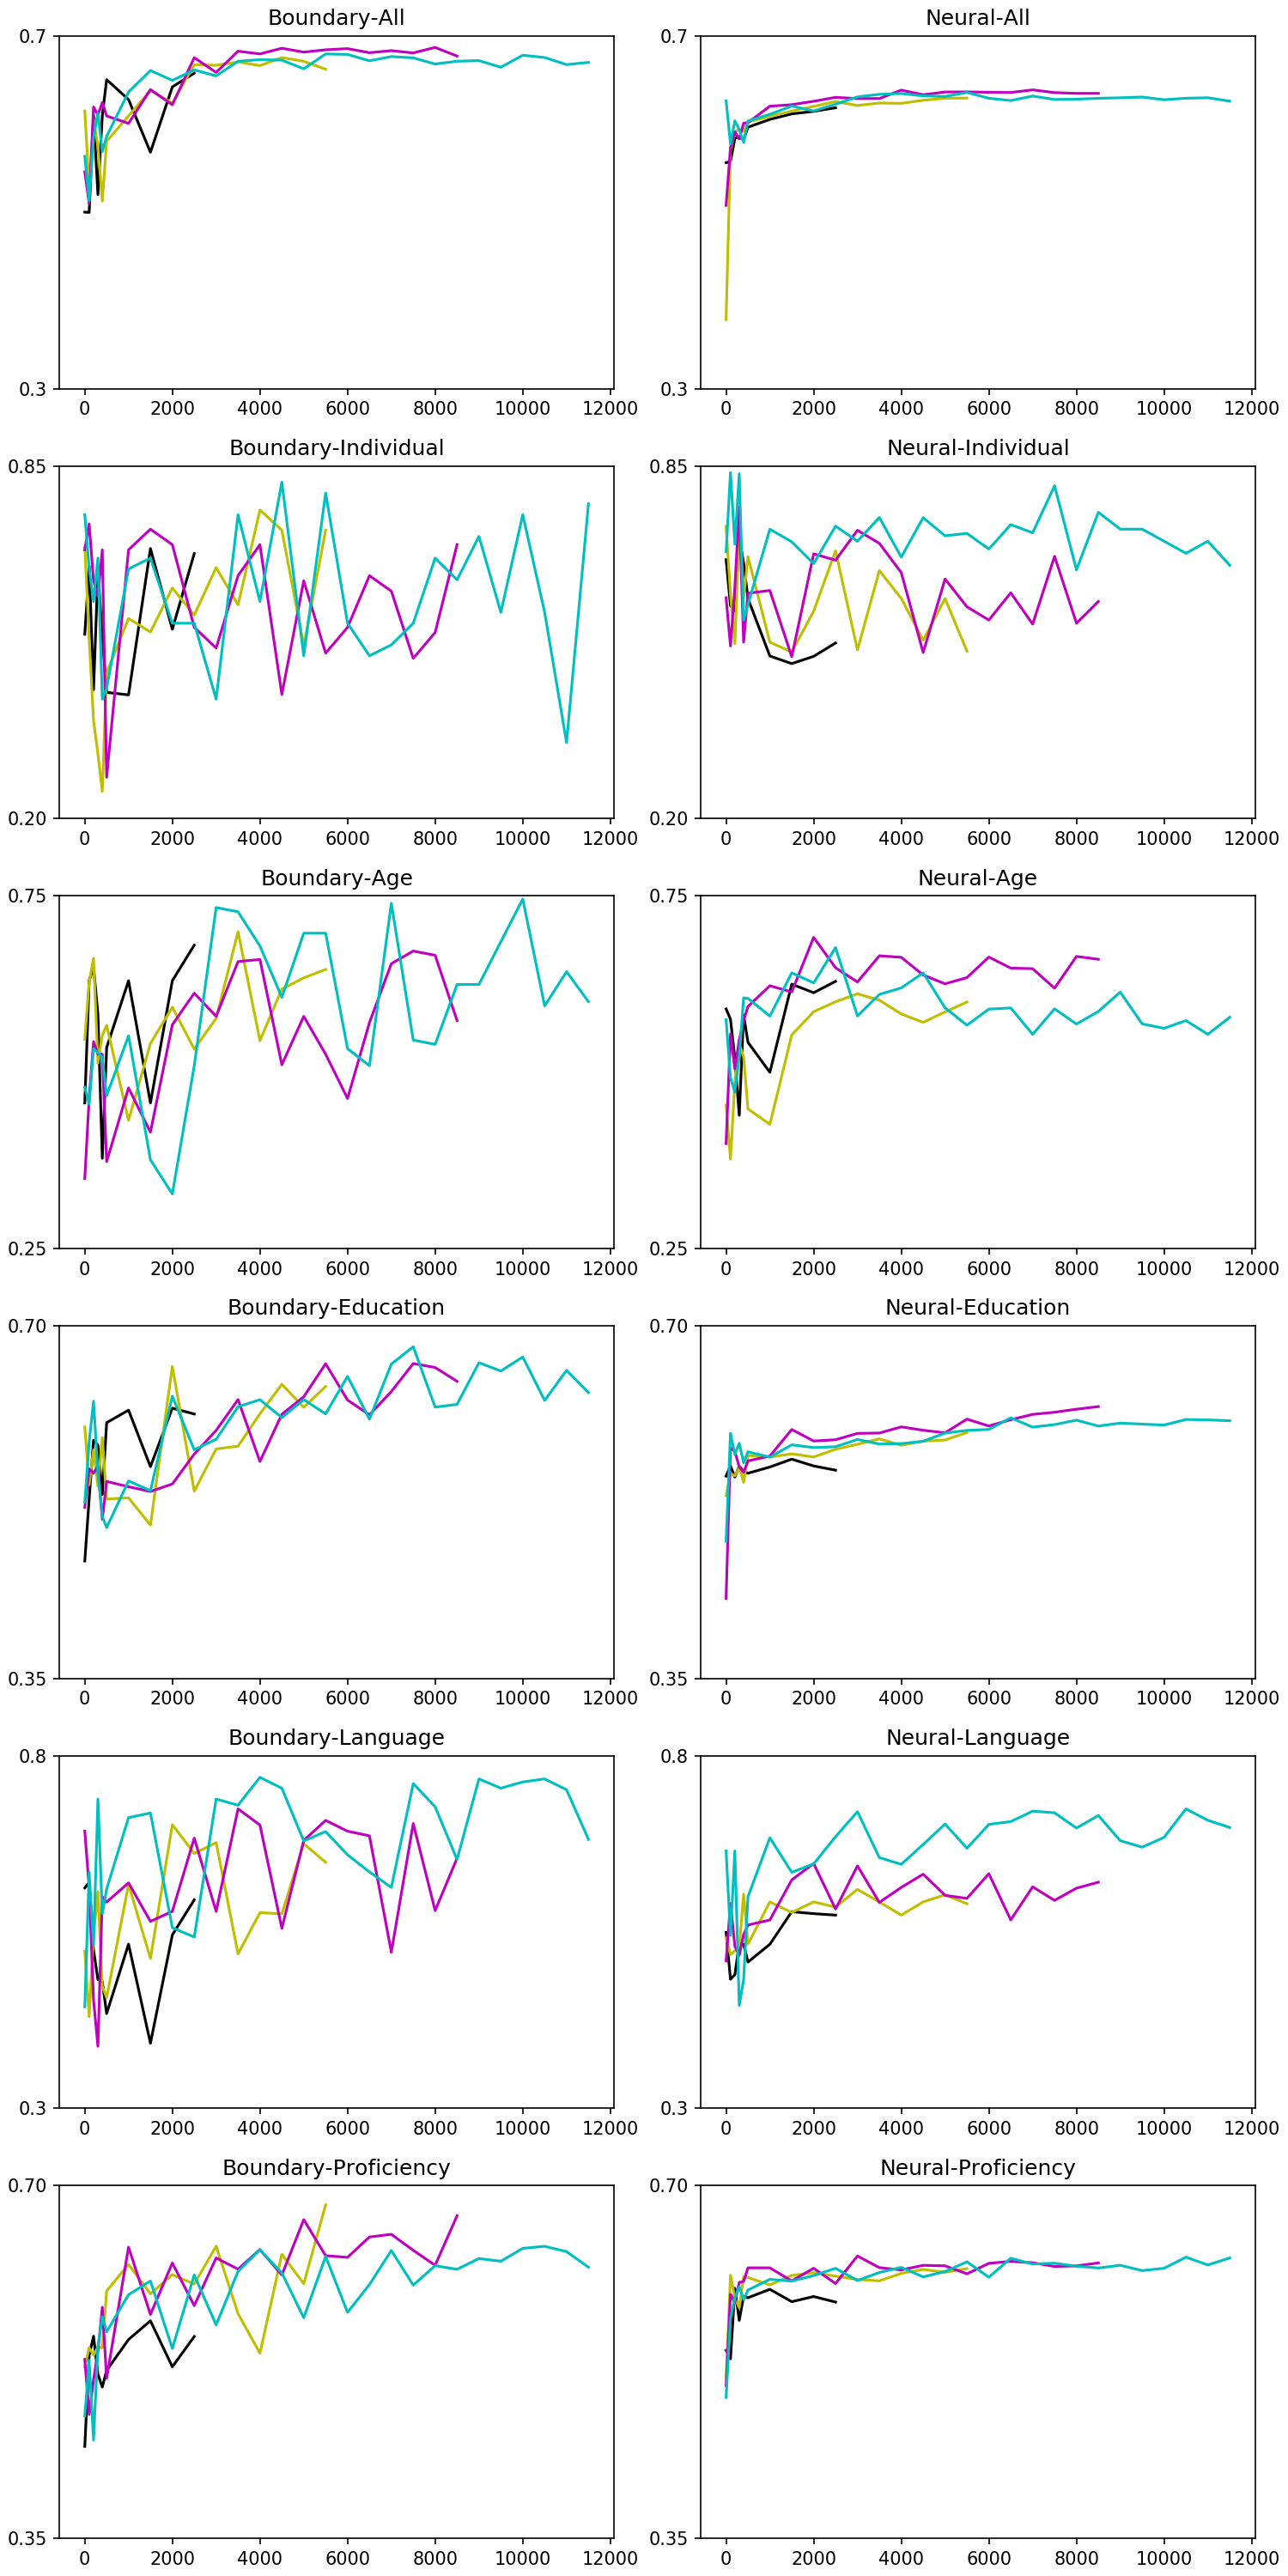 Boundary-All
Neural-All
0.7
0.7
0.3
0.3
0 2000 4000 6000 8000 10000 12000
0 2000 4000 6000 8000 10000 12000
Boundary-Individual
Neural-Individual
0.85
0.85
0.20
0.20
0 2000 4000 6000 8000 10000 12000
0 2000 4000 6000 8000 10000 12000
Boundary-Age
Neural-Age
0.75
0.75
0.25
0.25
0 2000 4000 6000 8000 10000 12000
0 2000 4000 6000 8000 10000 12000
Boundary-Education
Neural-Education
0.70
0.70
0.35
0.35
0 2000 4000 6000 8000 10000 12000
0 2000 4000 6000 8000 10000 12000
Boundary-Language
Neural-Language
0.8
0.8
0.3
0.3
0 2000 4000 6000 8000 10000 12000
0 2000 4000 6000 8000 10000 12000
Boundary-Proficiency
Neural-Proficiency
0.70
0.70
0.35
0.35
0 2000 4000 6000 8000 10000 12000
0 2000 4000 6000 8000 10000 12000